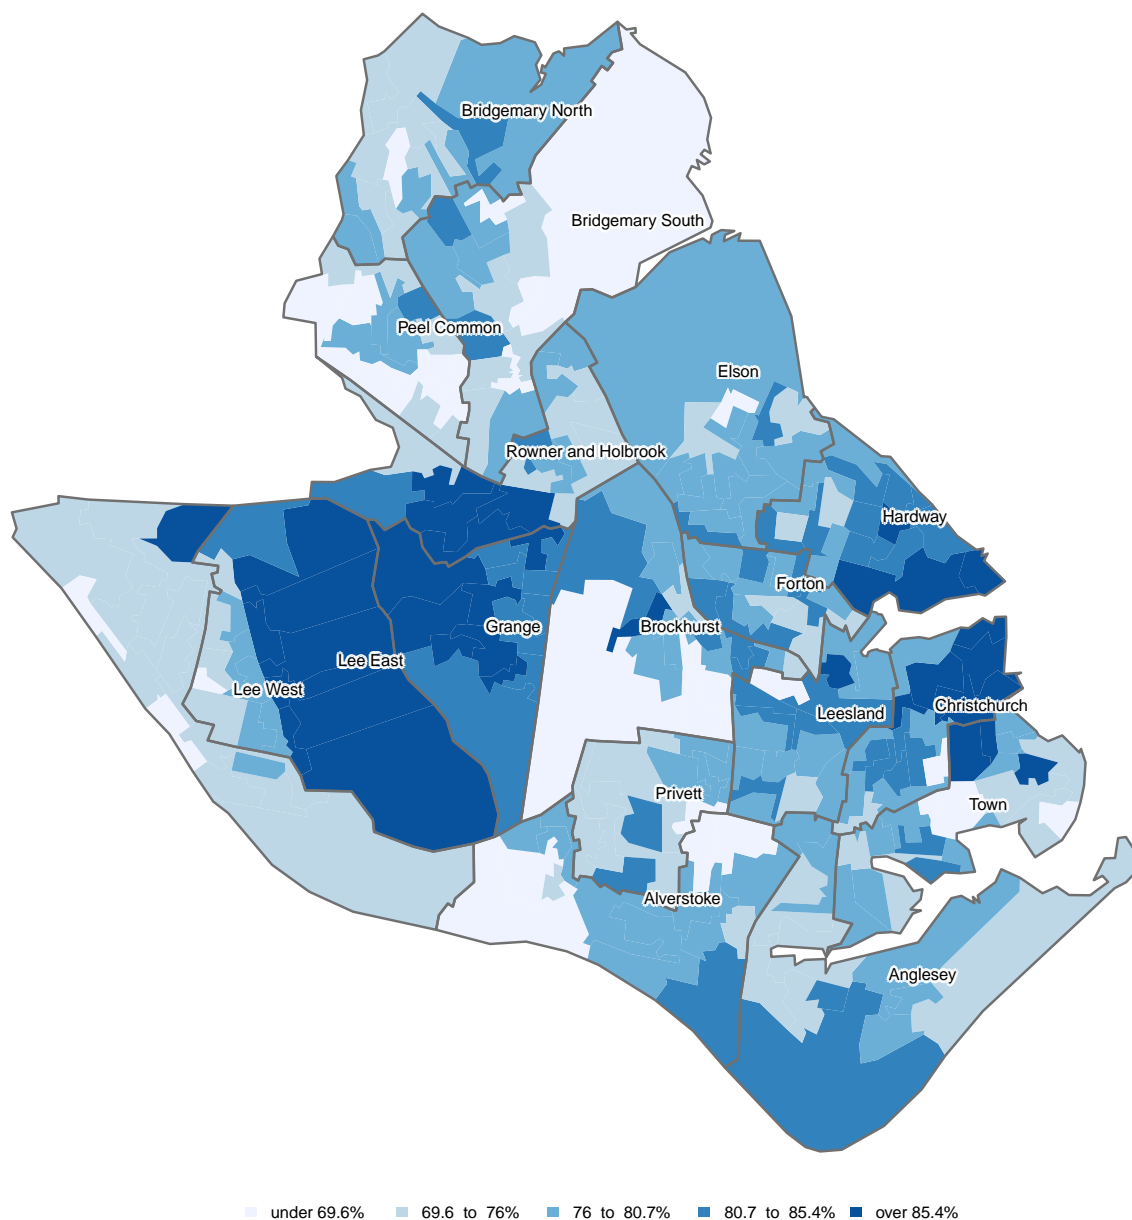 Bridgemary North
Bridgemary South
Peel Common
Elson
Rowner and Holbrook
Hardway
Forton
Grange
Brockhurst
Lee East
Lee West
Christchurch
Leesland
Privett
Town
Alverstoke
Anglesey
under 69.6% 69.6 to 76% 76 to 80.7% 80.7 to 85.4% over 85.4%